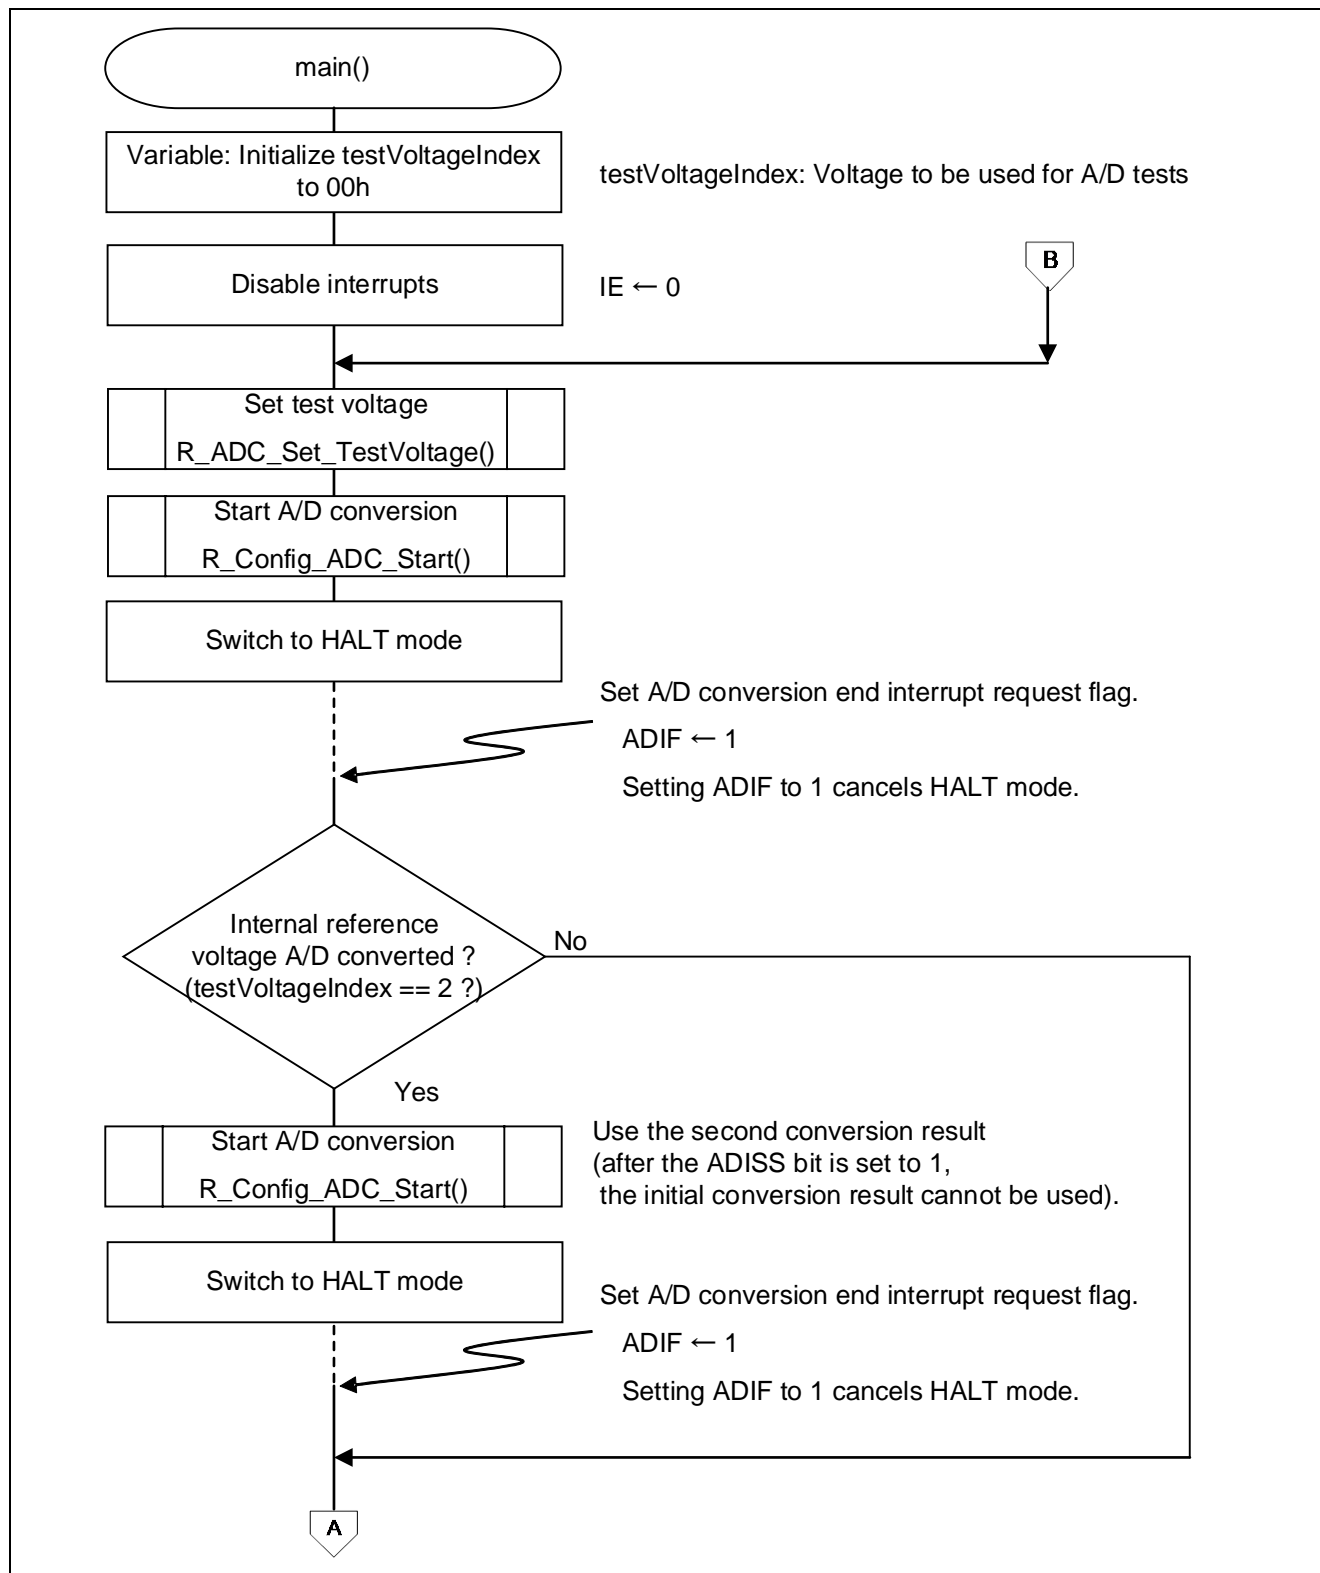 main()
Variable: Initialize testVoltageIndex
to 00h
testVoltageIndex: Voltage to be used for A/D tests
Disable interrupts
IE ← 0
B
Set test voltage
R_ADC_Set_TestVoltage()
Start A/D conversion
R_Config_ADC_Start()
Switch to HALT mode
Set A/D conversion end interrupt request flag.
ADIF ← 1
Setting ADIF to 1 cancels HALT mode.
Internal reference
voltage A/D converted ?
(testVoltageIndex == 2 ?)
No
Yes
Start A/D conversion
R_Config_ADC_Start()
Use the second conversion result
(after the ADISS bit is set to 1,
the initial conversion result cannot be used).
Switch to HALT mode
Set A/D conversion end interrupt request flag.
ADIF ← 1
Setting ADIF to 1 cancels HALT mode.
A